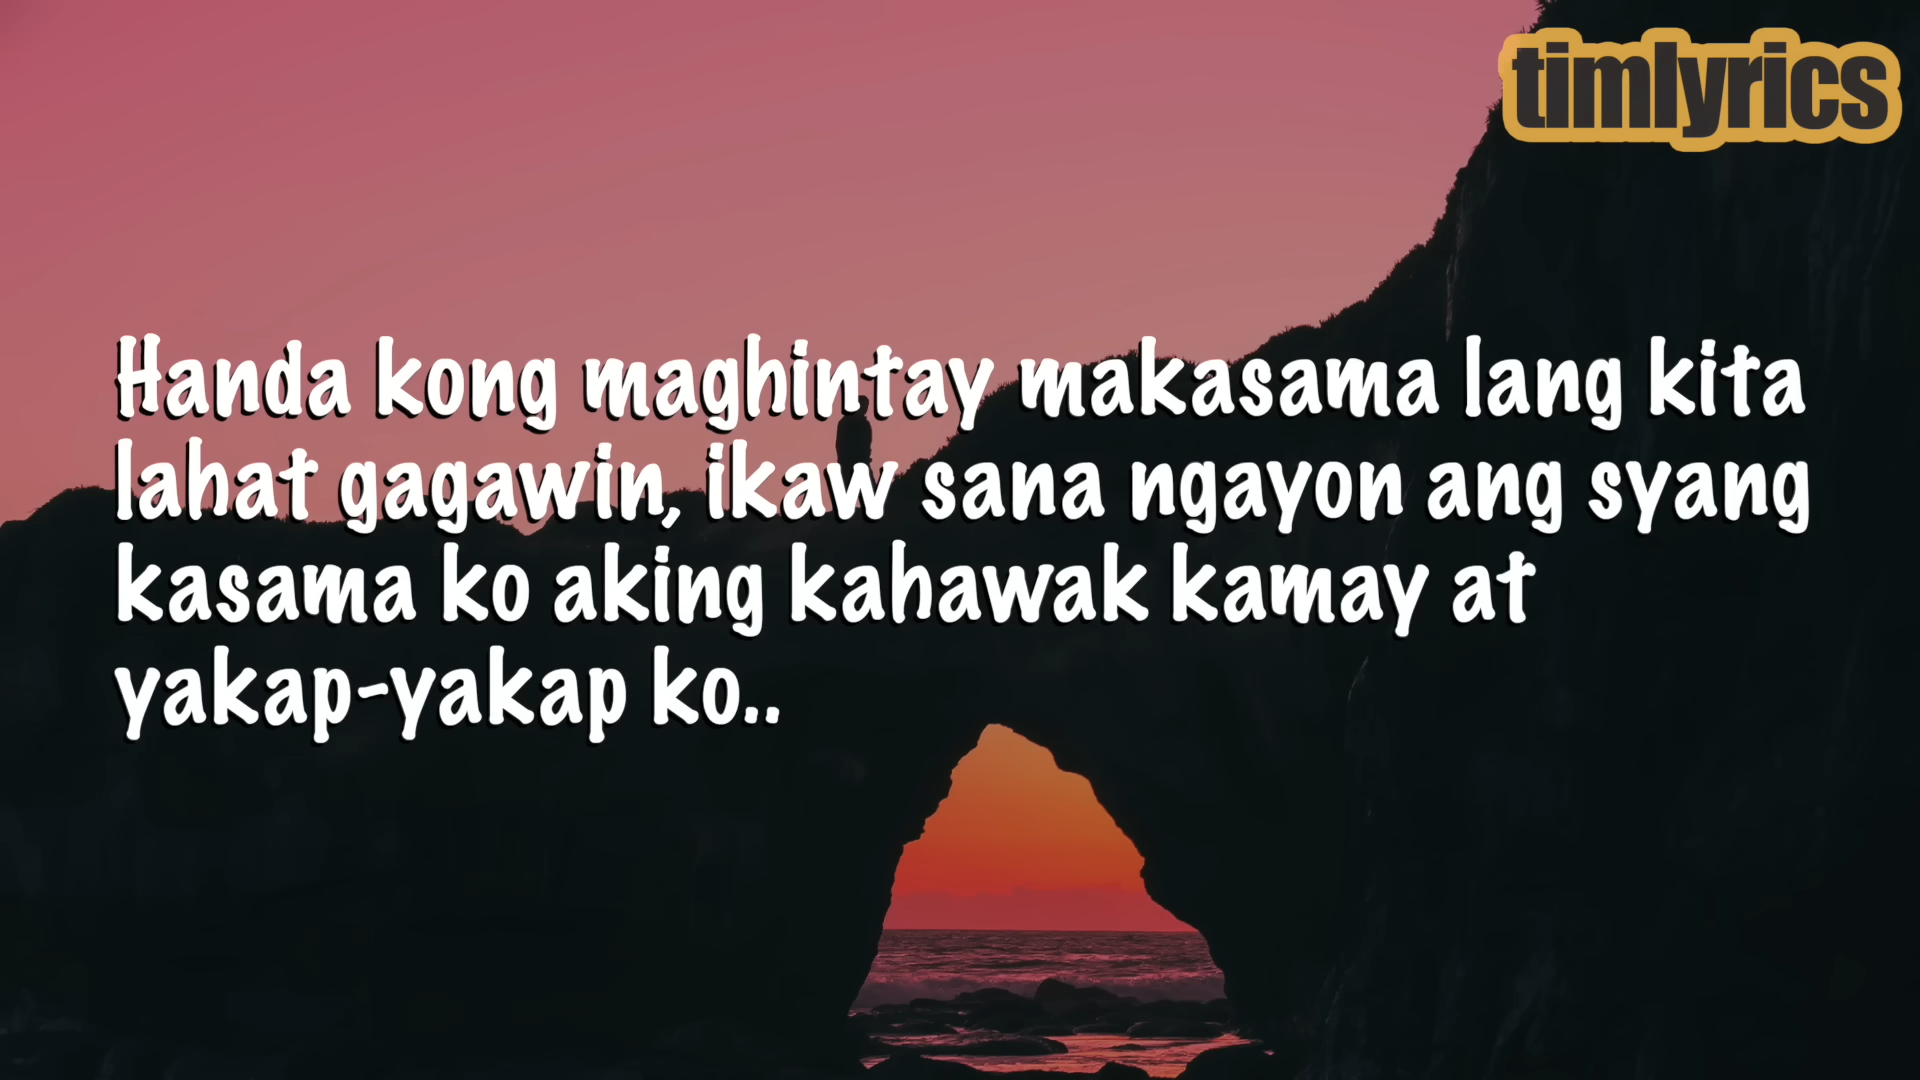 timlyrics
Handa kong maghintay makasama lang kita
lahat gagawin, ikaw sana ngayon ang syang
kasama ko aking kahawak kamay at
yakap-yakap ko..